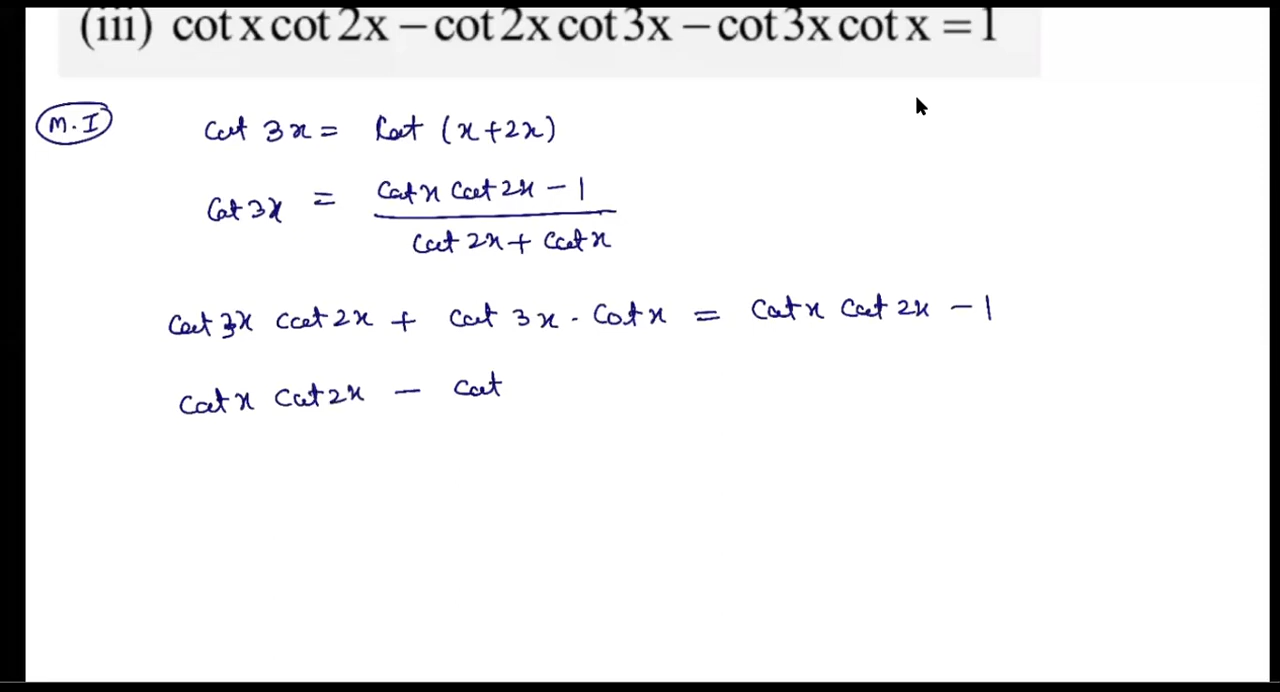 (iii) cot x cot 2x − cot 2x cot 3x − cot 3x cot x = 1
M.I
cot 3x = cot (x+2x)
cot 3x = \frac{cot x cot 2x − 1}{cot 2x + cot x}
cot 3x cot 2x + cot 3x . cot x = cot x cot 2x − 1
cot x cot 2x − cot